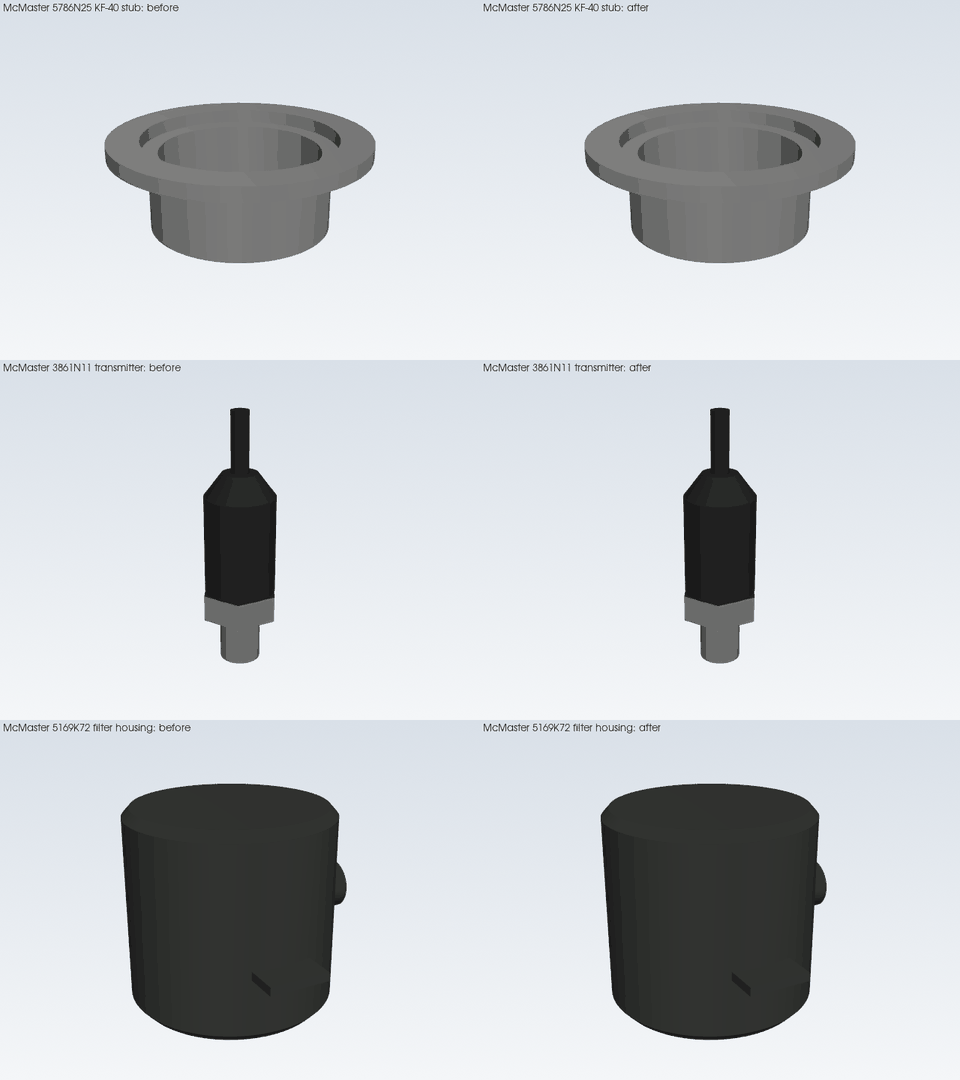 McMaster 5786N25 KF-40 stub: before
McMaster 5786N25 KF-40 stub: after
McMaster 3861N11 transmitter: before
McMaster 3861N11 transmitter: after
McMaster 5169K72 filter housing: before
McMaster 5169K72 filter housing: after